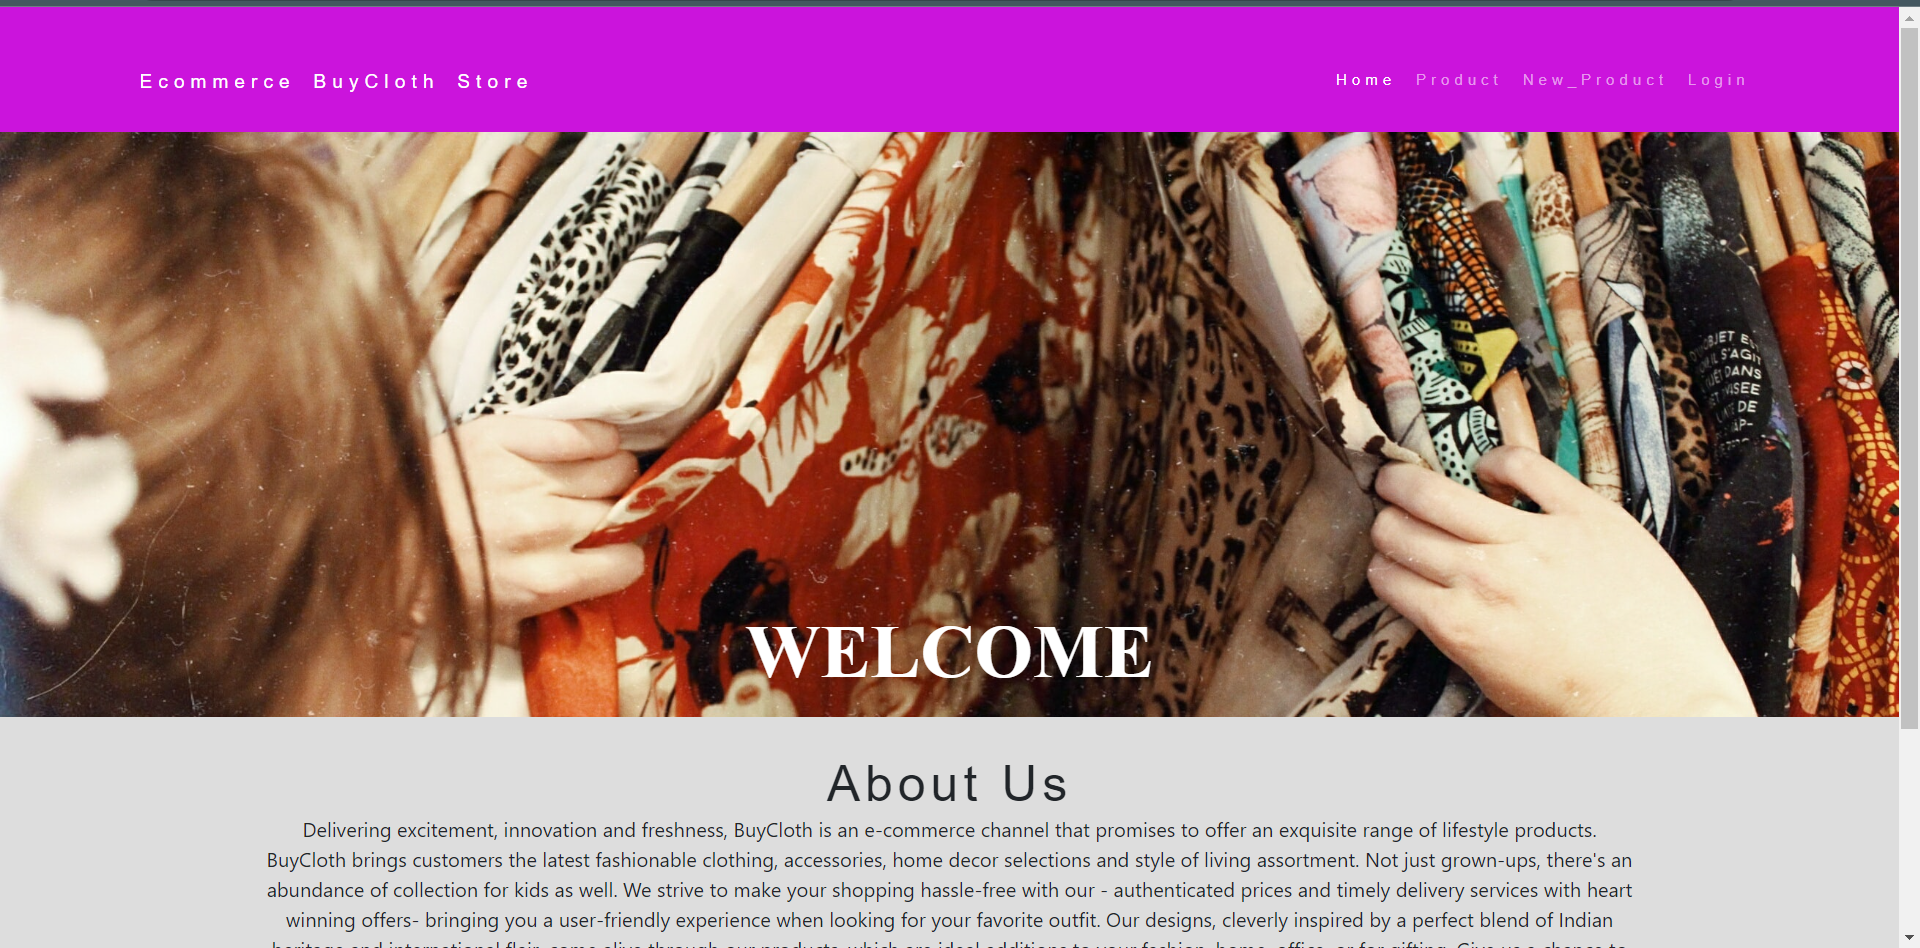 Ecommerce BuyCloth Store
Home Product New_Product Login
WELCOME
About Us
Delivering excitement, innovation and freshness, BuyCloth is an e-commerce channel that promises to offer an exquisite range of lifestyle products.
BuyCloth brings customers the latest fashionable clothing, accessories, home decor selections and style of living assortment. Not just grown-ups, there's an
abundance of collection for kids as well. We strive to make your shopping hassle-free with our - authenticated prices and timely delivery services with heart
winning offers- bringing you a user-friendly experience when looking for your favorite outfit. Our designs, cleverly inspired by a perfect blend of Indian